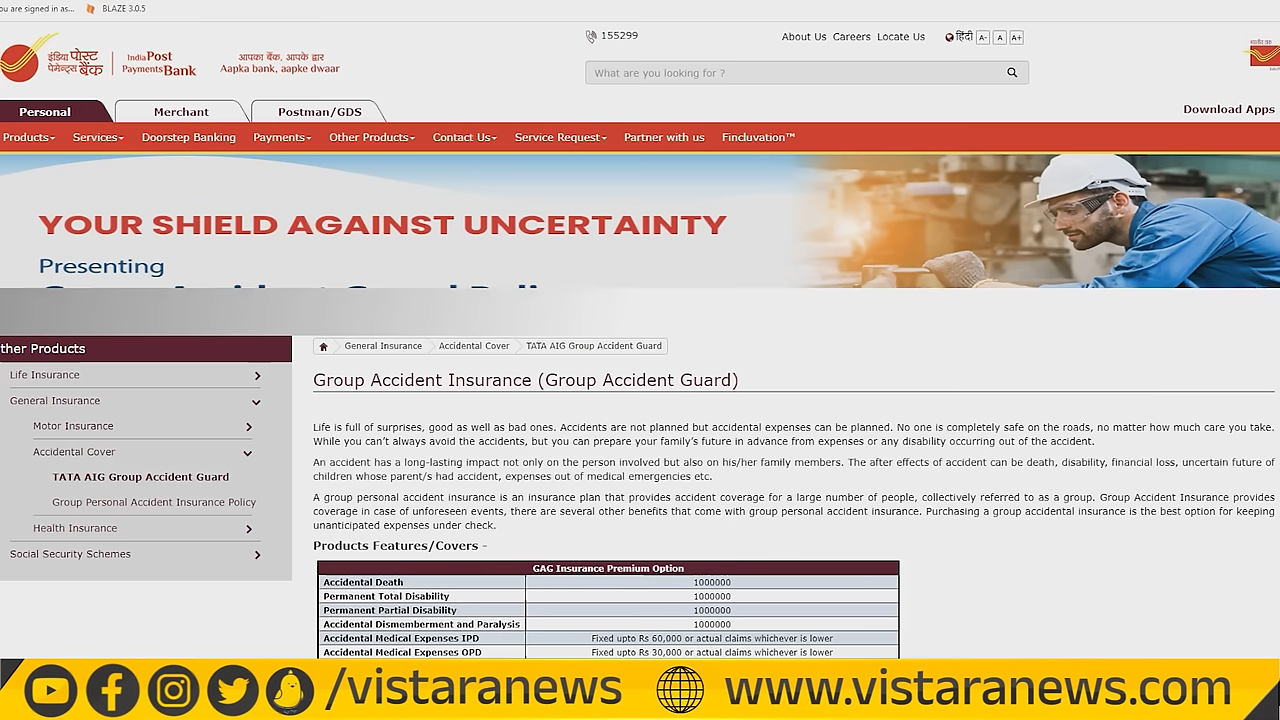 ou are signed in as...
BLAZE 3.0.5
इंडिया पोस्ट
पेमेन्ट्स बैंक
IndiaPost
PaymentsBank
आपका बैंक, आपके द्वार
Aapka bank, aapke dwaar
155299
About Us Careers Locate Us
हिंदी A- A A+
What are you looking for ?
Personal
Merchant
Postman/GDS
Download Apps
Products
Services
Doorstep Banking
Payments
Other Products
Contact Us
Service Request
Partner with us
Fincluvation™
YOUR SHIELD AGAINST UNCERTAINTY
Presenting
ther Products
Life Insurance
General Insurance
Motor Insurance
Accidental Cover
TATA AIG Group Accident Guard
Group Personal Accident Insurance Policy
Health Insurance
Social Security Schemes
General Insurance
Accidental Cover
TATA AIG Group Accident Guard
Group Accident Insurance (Group Accident Guard)
Life is full of surprises, good as well as bad ones. Accidents are not planned but accidental expenses can be planned. No one is completely safe on the roads, no matter how much care you take.
While you can't always avoid the accidents, but you can prepare your family's future in advance from expenses or any disability occurring out of the accident.
An accident has a long-lasting impact not only on the person involved but also on his/her family members. The after effects of accident can be death, disability, financial loss, uncertain future of
children whose parent/s had accident, expenses out of medical emergencies etc.
A group personal accident insurance is an insurance plan that provides accident coverage for a large number of people, collectively referred to as a group. Group Accident Insurance provides
coverage in case of unforeseen events, there are several other benefits that come with group personal accident insurance. Purchasing a group accidental insurance is the best option for keeping
unanticipated expenses under check.
Products Features/Covers -
GAG Insurance Premium Option
Accidental Death 1000000
Permanent Total Disability 1000000
Permanent Partial Disability 1000000
Accidental Dismemberment and Paralysis 1000000
Accidental Medical Expenses IPD Fixed upto Rs 60,000 or actual claims whichever is lower
Accidental Medical Expenses OPD Fixed upto Rs 30,000 or actual claims whichever is lower
/vistaranews
www.vistaranews.com